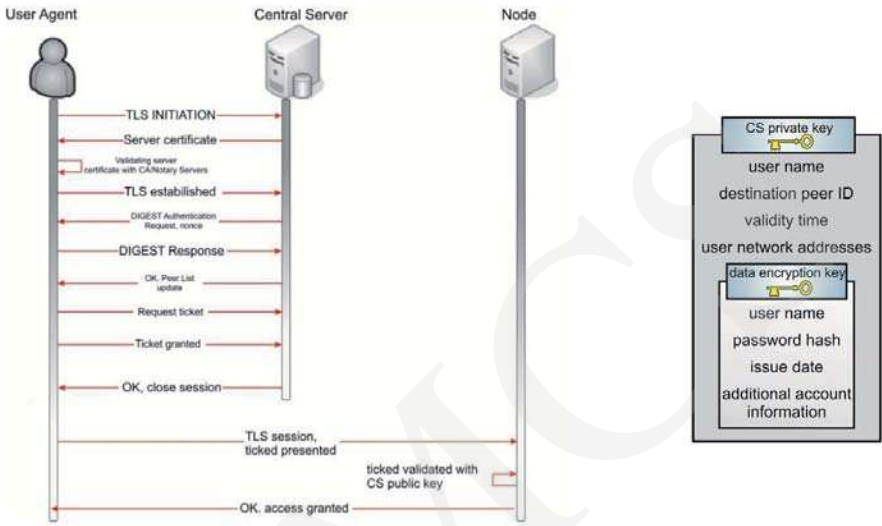 User Agent
Central Server
Node
TLS INITIATION
Server certificate
Validating server
certificate with CA/Notary Servers
TLS estabilished
DIGEST Authentication
Request, nonce
DIGEST Response
OK. Peer List
update
Request ticket
Ticket granted
OK, close session
TLS session,
ticked presented
ticked validated with
CS public key
OK. access granted
CS private key
user name
destination peer ID
validity time
user network addresses
data encryption key
user name
password hash
issue date
additional account
information